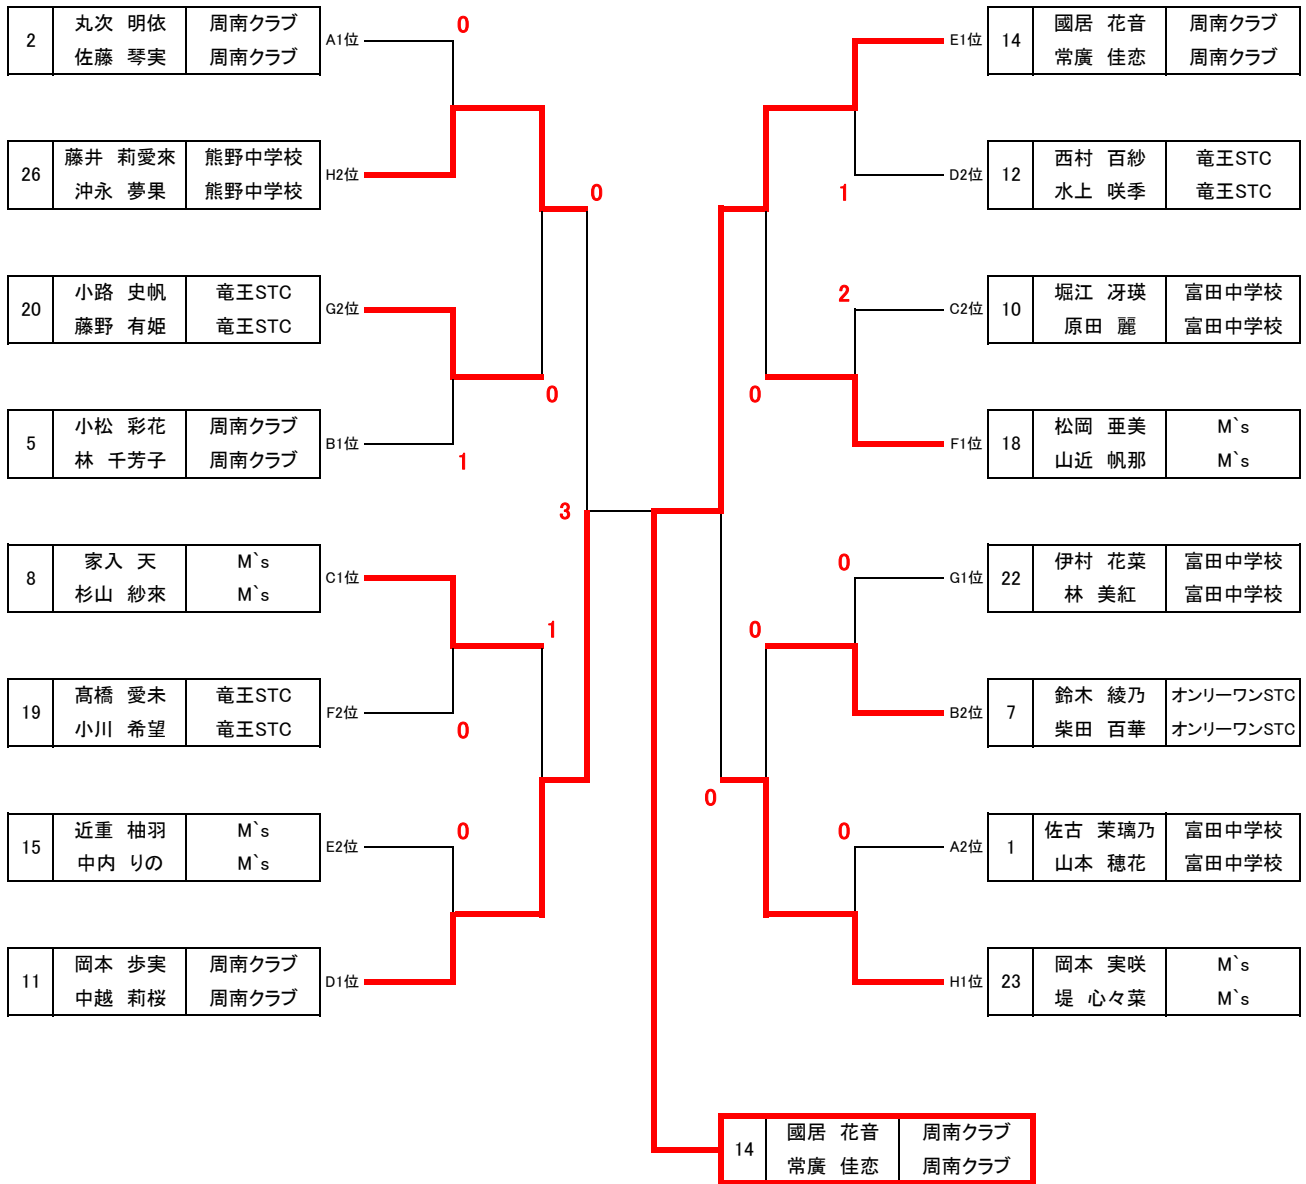 2 丸次 明依 周南クラブ A1位 0
佐藤 琴実 周南クラブ
26 藤井 莉愛來 熊野中学校 H2位
沖永 夢果 熊野中学校
0
20 小路 史帆 竜王STC G2位
藤野 有姫 竜王STC
0
5 小松 彩花 周南クラブ B1位
林 千芳子 周南クラブ
1
3
8 家入 天 M`s C1位
杉山 紗來 M`s
1
19 髙橋 愛未 竜王STC F2位
小川 希望 竜王STC
0
15 近重 柚羽 M`s E2位 0
中内 りの M`s
11 岡本 歩実 周南クラブ D1位
中越 莉桜 周南クラブ
E1位 14 國居 花音 周南クラブ
常廣 佳恋 周南クラブ
D2位 12 西村 百紗 竜王STC
水上 咲季 竜王STC
1
2
C2位 10 堀江 冴瑛 富田中学校
原田 麗 富田中学校
0
F1位 18 松岡 亜美 M`s
山近 帆那 M`s
0
G1位 22 伊村 花菜 富田中学校
林 美紅 富田中学校
0
B2位 7 鈴木 綾乃 オンリーワンSTC
柴田 百華 オンリーワンSTC
0
0
A2位 1 佐古 茉璃乃 富田中学校
山本 穂花 富田中学校
H1位 23 岡本 実咲 M`s
堤 心々菜 M`s
14 國居 花音 周南クラブ
常廣 佳恋 周南クラブ